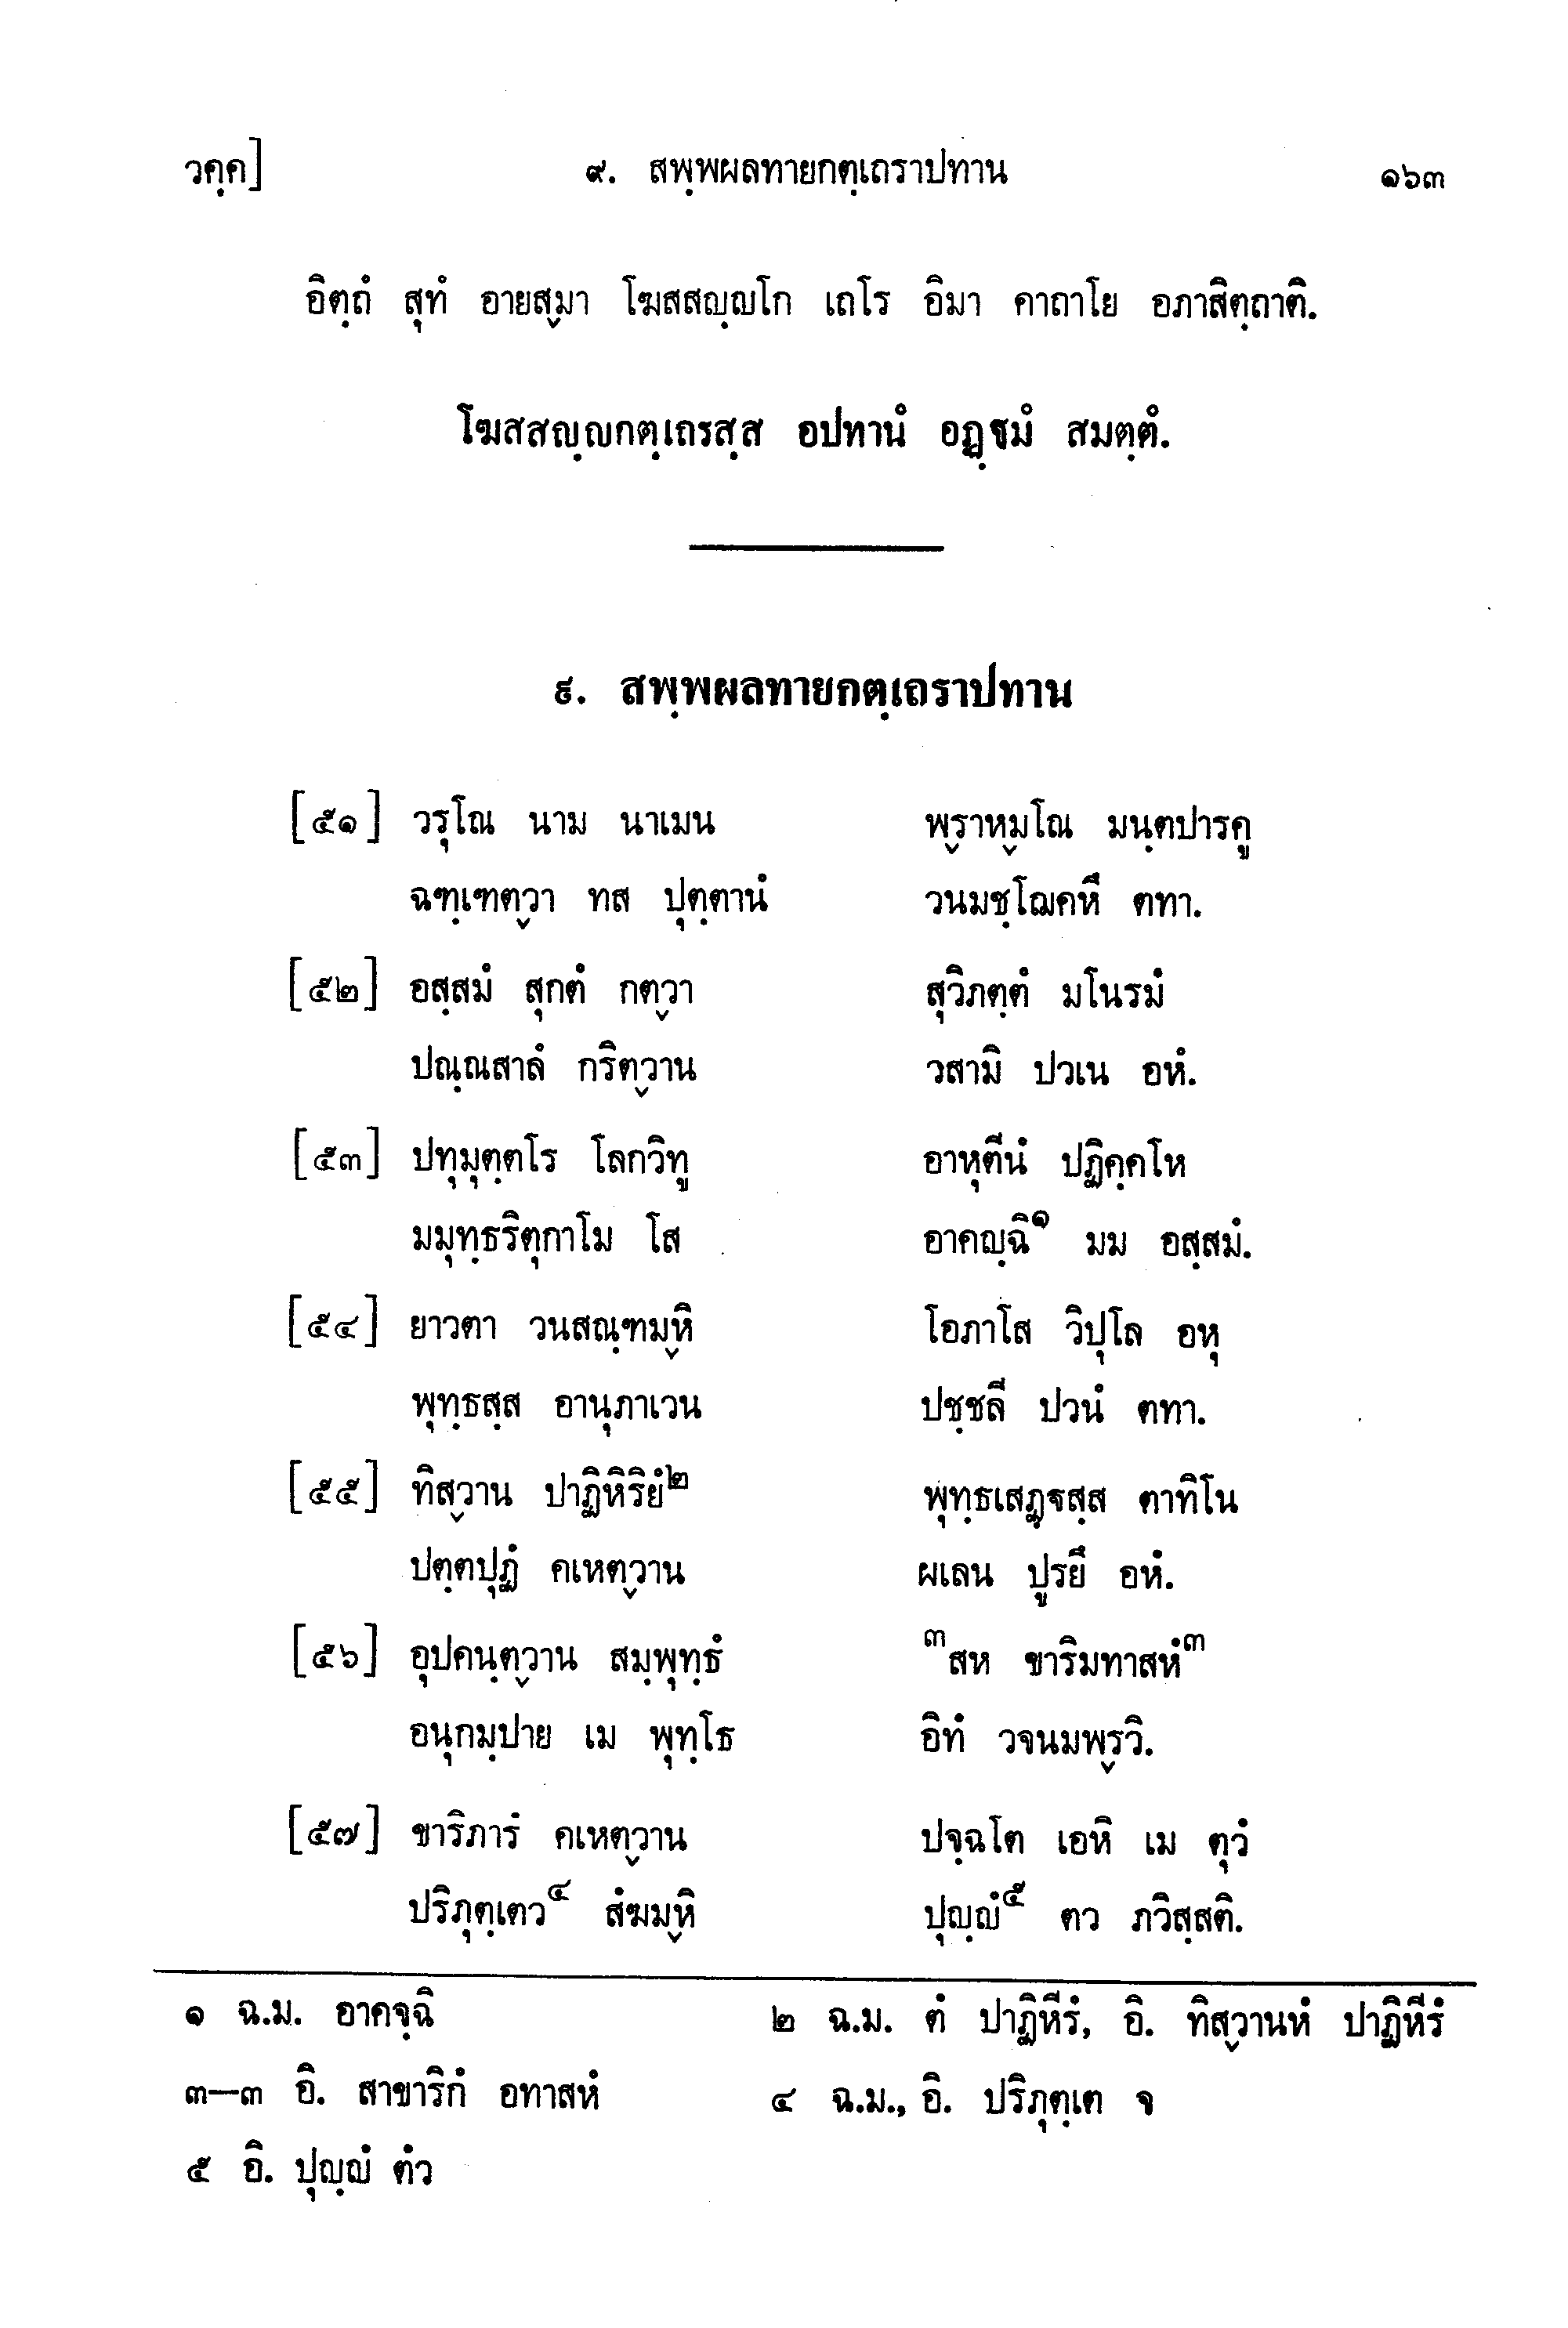 วคฺค] ๙. สพฺพผลทายกตฺเถราปทาน ๑๖๓
อิตฺถํ สุทํ อายสฺมา โฆสสญฺญโก เถโร อิมา คาถาโย อภาสิตฺถาติ.
โฆสสญฺญกตฺเถรสฺส อปทานํ อฏฺฐมํ สมตฺตํ.
๙. สพฺพผลทายกตฺเถราปทาน
[๕๑] วรุโณ นาม นาเมน พฺราหฺมโณ มนฺตปารคู
ฉฑฺเฑตฺวา ทส ปุตฺตานํ วนมชฺโฌคหึ ตทา.
[๕๒] อสฺสมํ สุกตํ กตฺวา สุวิภตฺตํ มโนรมํ
ปณฺณสาลํ กริตฺวาน วสามิ ปวเน อหํ.
[๕๓] ปทุมุตฺตโร โลกวิทู อาหุตีนํ ปฏิคฺคโห
มมุทฺธริตุกาโม โส อาคญฺฉิ๑ มม อสฺสมํ.
[๕๔] ยาวตา วนสณฺฑมฺหิ โอภาโส วิปุโล อหุ
พุทฺธสฺส อานุภาเวน ปชฺชลี ปวนํ ตทา.
[๕๕] ทิสฺวาน ปาฏิหิริยํ๒ พุทฺธเสฏฺฐสฺส ตาทิโน
ปตฺตปุฏํ คเหตฺวาน ผเลน ปูรยึ อหํ.
[๕๖] อุปคนฺตฺวาน สมฺพุทฺธํ ๓สห ขาริมทาสหํ๓
อนุกมฺปาย เม พุทฺโธ อิทํ วจนมพฺรวิ.
[๕๗] ขาริภารํ คเหตฺวาน ปจฺฉโต เอหิ เม ตุวํ
ปริภุตฺเตว๔ สํฆมฺหิ ปุญฺญํ๕ ตว ภวิสฺสติ.
๑ ฉ.ม. อาคจฺฉิ ๒ ฉ.ม. ตํ ปาฏิหีรํ, อิ. ทิสฺวานหํ ปาฏิหีรํ
๓—๓ อิ. สาขาริกํ อทาสหํ ๔ ฉ.ม., อิ. ปริภุตฺเต จ
๕ อิ. ปุญฺญํ ตํว